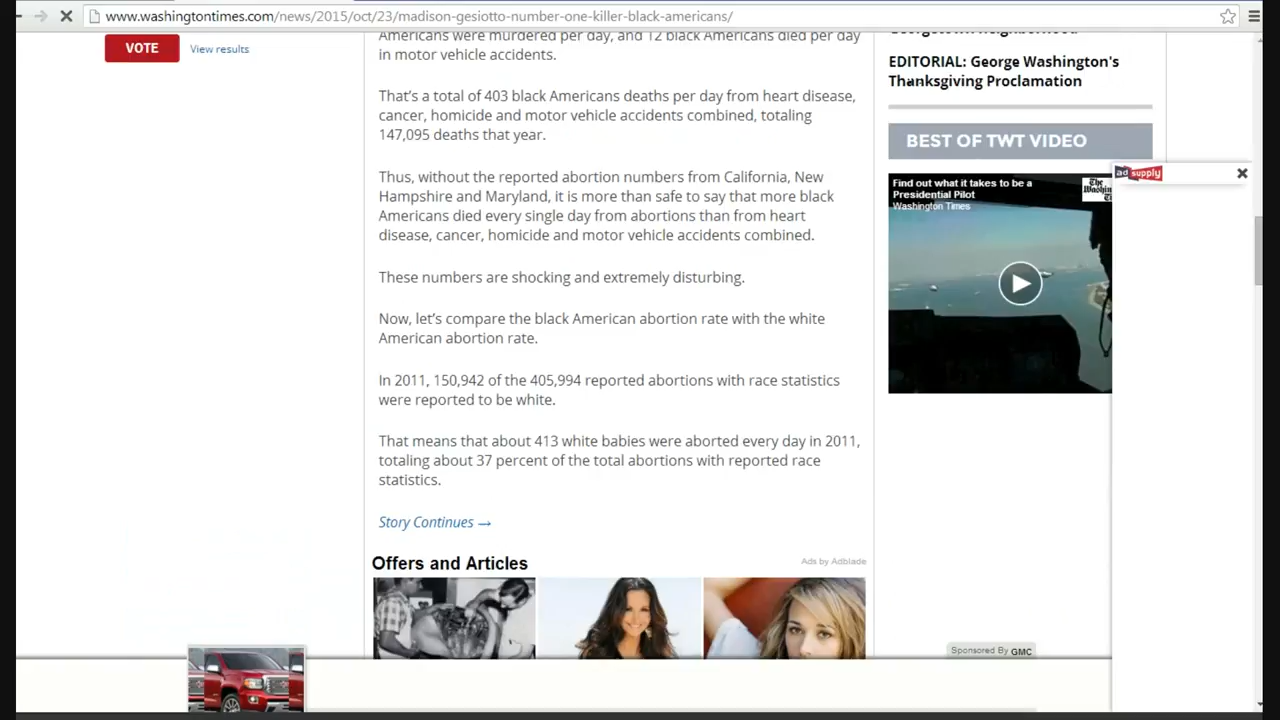 www.washingtontimes.com/news/2015/oct/23/madison-gesiotto-number-one-killer-black-americans/
VOTE
View results
Americans were murdered per day, and 12 black Americans died per day
in motor vehicle accidents.
That’s a total of 403 black Americans deaths per day from heart disease,
cancer, homicide and motor vehicle accidents combined, totaling
147,095 deaths that year.
Thus, without the reported abortion numbers from California, New
Hampshire and Maryland, it is more than safe to say that more black
Americans died every single day from abortions than from heart
disease, cancer, homicide and motor vehicle accidents combined.
These numbers are shocking and extremely disturbing.
Now, let’s compare the black American abortion rate with the white
American abortion rate.
In 2011, 150,942 of the 405,994 reported abortions with race statistics
were reported to be white.
That means that about 413 white babies were aborted every day in 2011,
totaling about 37 percent of the total abortions with reported race
statistics.
Story Continues →
Offers and Articles
Ads by Adblade
EDITORIAL: George Washington's
Thanksgiving Proclamation
BEST OF TWT VIDEO
ad supply
Find out what it takes to be a
Presidential Pilot
Washington Times
The
Sponsored By GMC